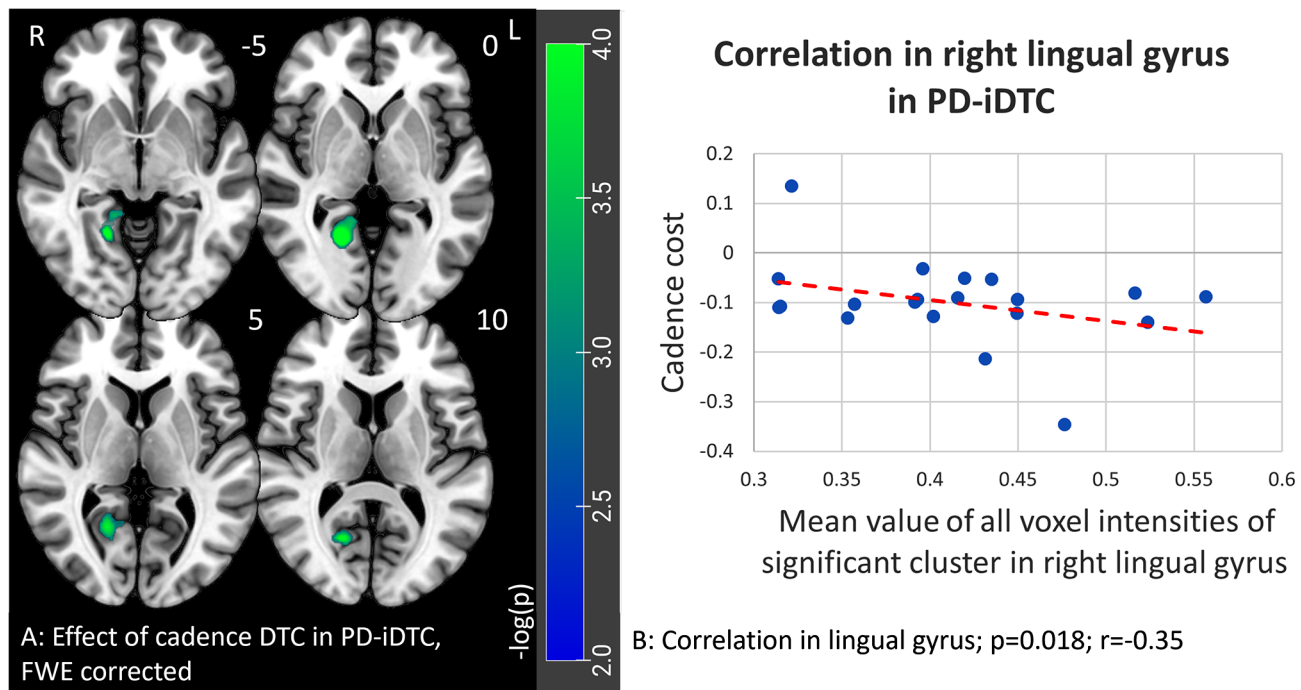 R
-5
0
L
5
10
4.0
3.5
3.0
2.5
2.0
-log(p)
A: Effect of cadence DTC in PD-iDTC,
FWE corrected
Correlation in right lingual gyrus
in PD-iDTC
Cadence cost
0.2
0.1
0
-0.1
-0.2
-0.3
-0.4
0.3
0.35
0.4
0.45
0.5
0.55
0.6
Mean value of all voxel intensities of
significant cluster in right lingual gyrus
B: Correlation in lingual gyrus; p=0.018; r=-0.35